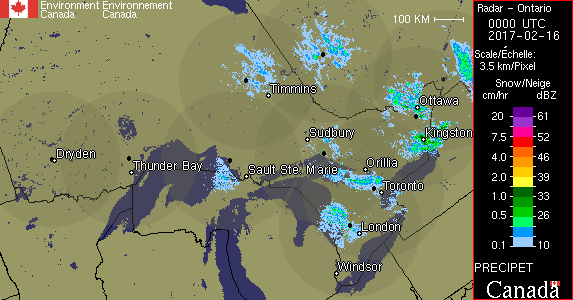 Environment Environnement
Canada Canada
100 KM
Timmins
Ottawa
Sudbury
Kingston
Dryden
Thunder Bay
Sault Ste. Marie
Orillia
Toronto
London
Windsor
Radar - Ontario
0000 UTC
2017-02-16
Scale/Échelle:
3.5 km/Pixel
Snow/Neige
cm/hr dBZ
20 61
7.5 52
4.0 46
2.0 39
1.0 33
0.5 26
0.1 10
PRECIPET
Canada